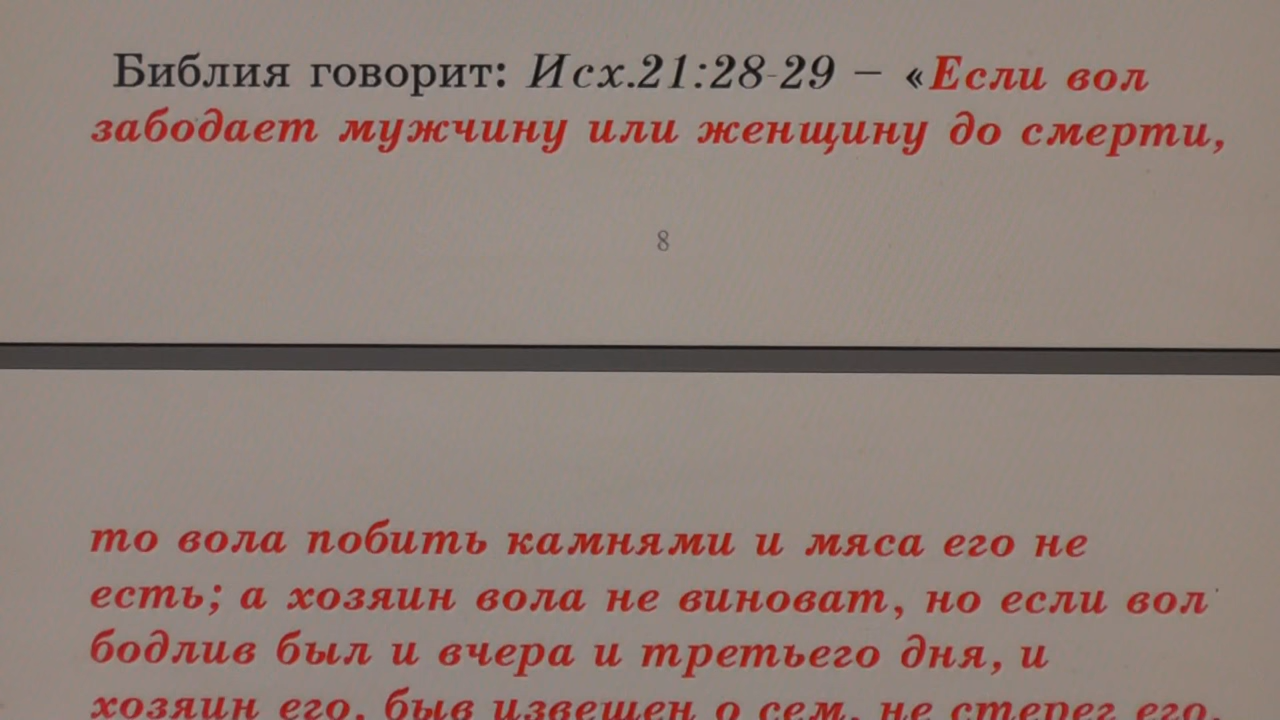 Библия говорит: Исх.21:28-29 – «Если вол
забодает мужчину или женщину до смерти,
8
то вола побить камнями и мяса его не
есть; а хозяин вола не виноват, но если вол
бодлив был и вчера и третьего дня, и
хозяин его, быв извещен о сем, не стерег его,